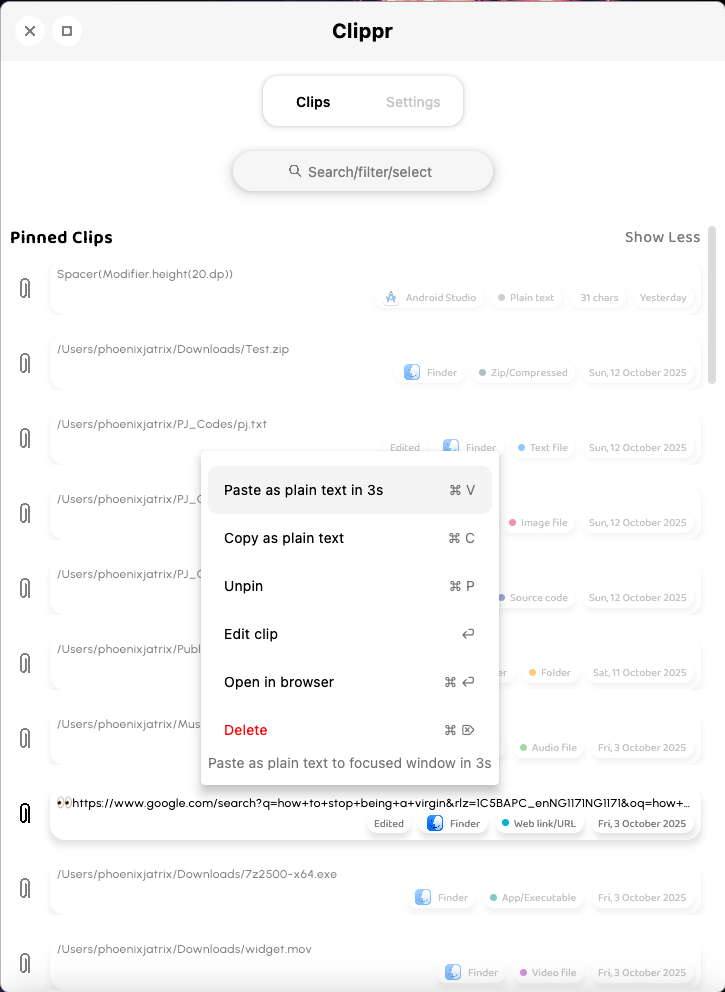 Clippr
Clips Settings
Search/filter/select
Pinned Clips Show Less
Spacer(Modifier.height(20.dp))
Android Studio Plain text 31 chars Yesterday
/Users/phoenixjatrix/Downloads/Test.zip
Finder Zip/Compressed Sun, 12 October 2025
/Users/phoenixjatrix/PJ_Codes/pj.txt
Edited Finder Text file Sun, 12 October 2025
/Users/phoenixjatrix/PJ_
Image file Sun, 12 October 2025
/Users/phoenixjatrix/PJ_
Source code Sun, 12 October 2025
/Users/phoenixjatrix/Publ
er Folder Sat, 11 October 2025
/Users/phoenixjatrix/Mus
Audio file Fri, 3 October 2025
Paste as plain text in 3s ⌘ V
Copy as plain text ⌘ C
Unpin ⌘ P
Edit clip ↩
Open in browser ⌘ ↩
Delete ⌘ ⌦
Paste as plain text to focused window in 3s
👀https://www.google.com/search?q=how+to+stop+being+a+virgin&rlz=1C5BAPC_enNG1171NG1171&oq=how+...
Edited Finder Web link/URL Fri, 3 October 2025
/Users/phoenixjatrix/Downloads/7z2500-x64.exe
Finder App/Executable Fri, 3 October 2025
/Users/phoenixjatrix/Downloads/widget.mov
Finder Video file Fri, 3 October 2025